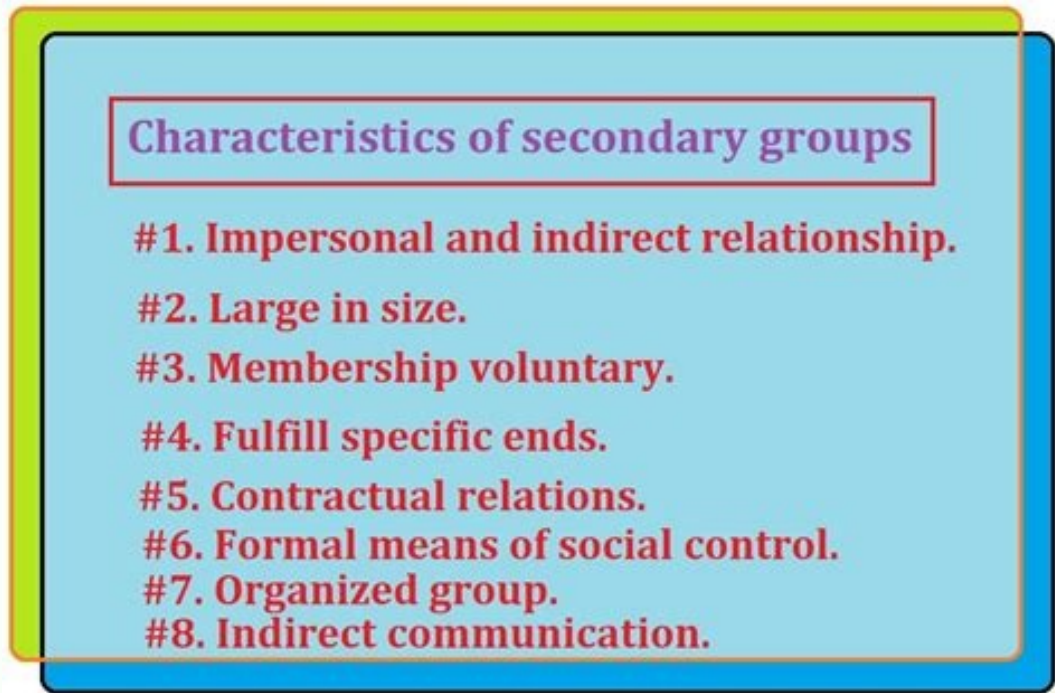 Characteristics of secondary groups
#1. Impersonal and indirect relationship.
#2. Large in size.
#3. Membership voluntary.
#4. Fulfill specific ends.
#5. Contractual relations.
#6. Formal means of social control.
#7. Organized group.
#8. Indirect communication.